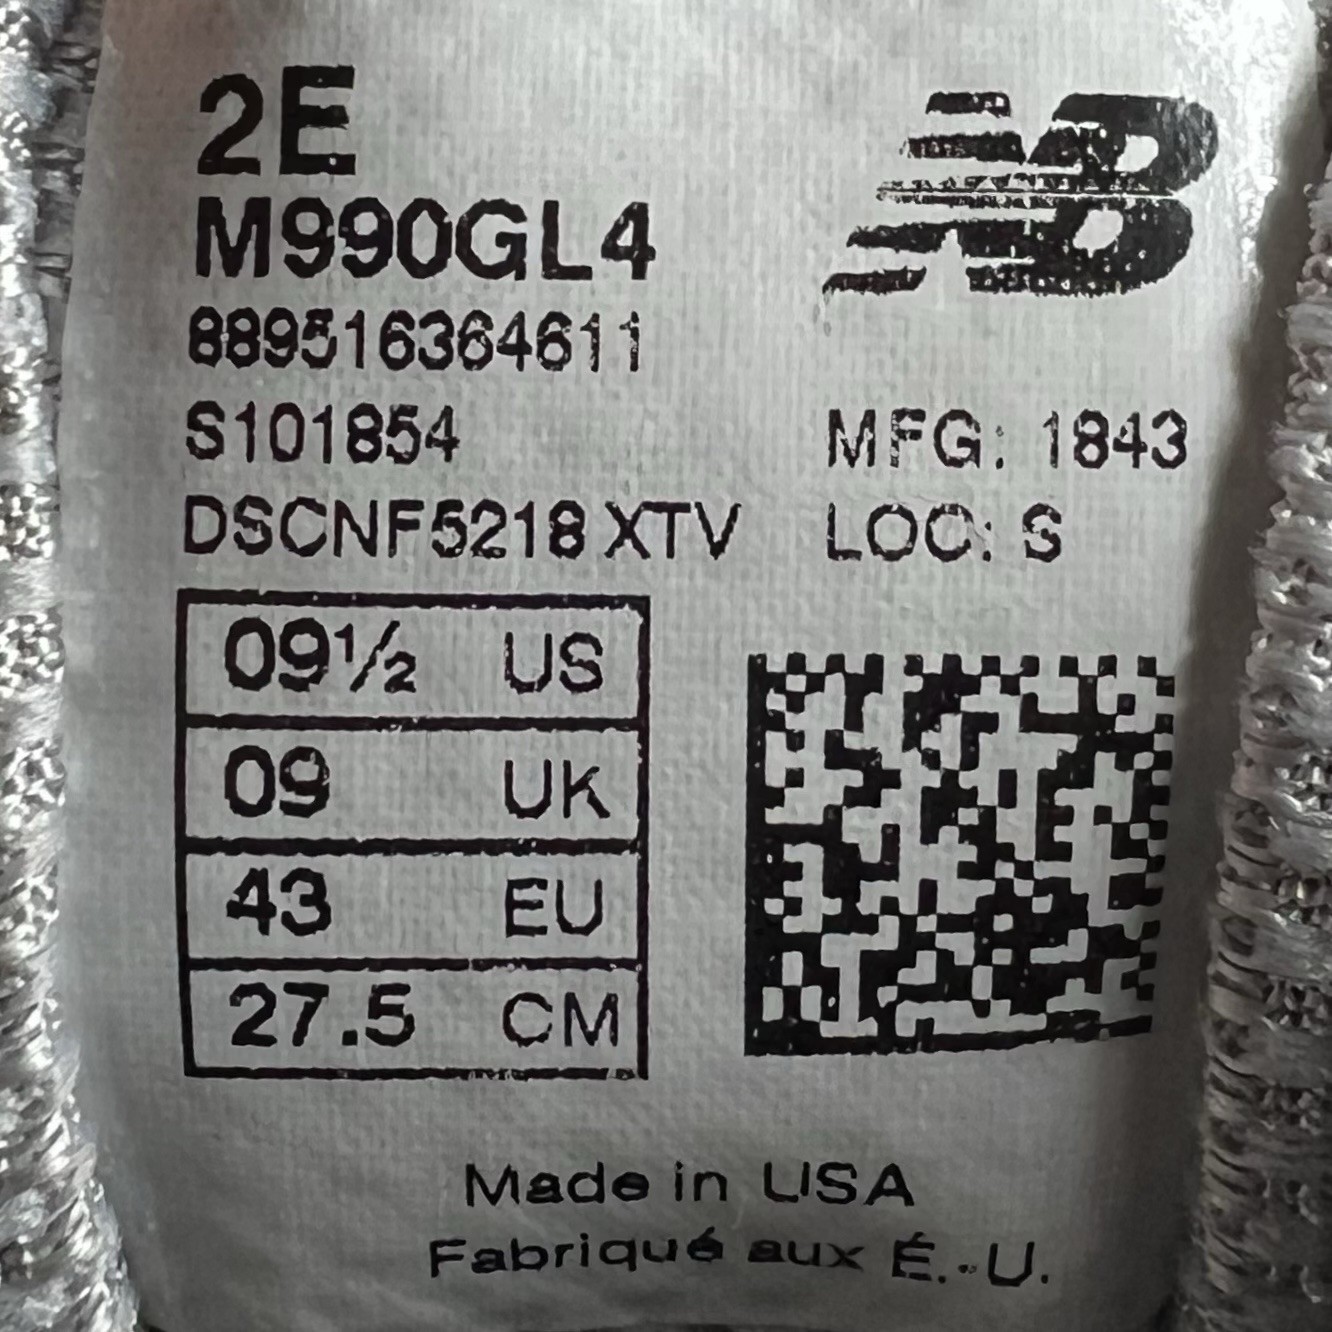 2E
M990GL4
889516364611
S101854
MFG: 1843
DSCNF5218 XTV
LOC: S
09½ US
09 UK
43 EU
27.5 CM
NB
Made in USA
Fabriqué aux É.-U.